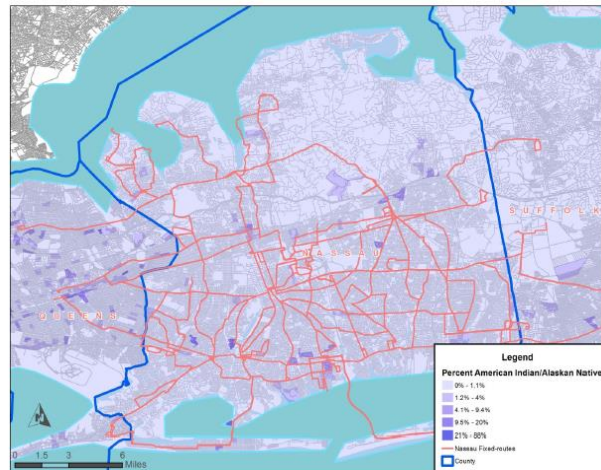 SUFFOLK
NASSAU
QUEENS
Legend
Percent American Indian/Alaskan Native
0% - 1.1%
1.2% - 4%
4.1% - 9.4%
9.5% - 20%
21% - 86%
Nassau Fixed-routes
County
0 1.5 3 6
Miles